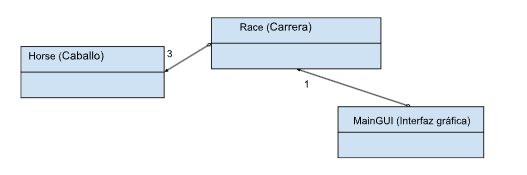 Race (Carrera)
Horse (Caballo)
3
1
MainGUI (Interfaz gráfica)